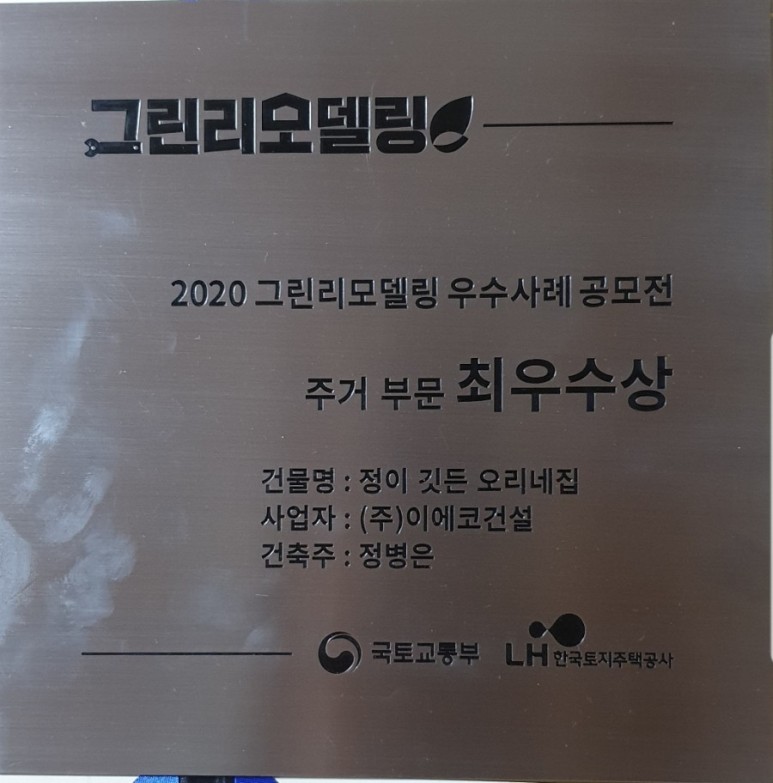 그린리모델링
2020 그린리모델링 우수사례 공모전
주거 부문 최우수상
건물명 : 정이 깃든 오리네집
사업자 : (주)이에코건설
건축주 : 정병은
국토교통부 LH 한국토지주택공사